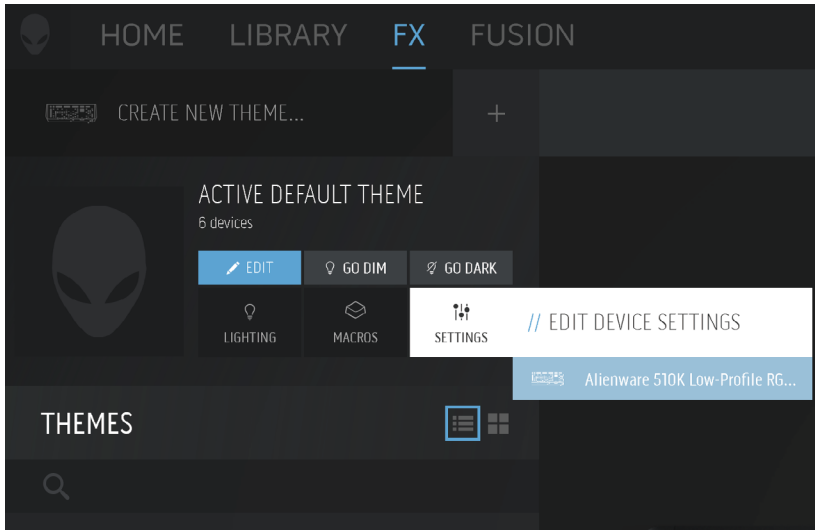 HOME LIBRARY FX FUSION
CREATE NEW THEME... +
ACTIVE DEFAULT THEME
6 devices
EDIT GO DIM GO DARK
LIGHTING MACROS SETTINGS
// EDIT DEVICE SETTINGS
Alienware 510K Low-Profile RG...
THEMES